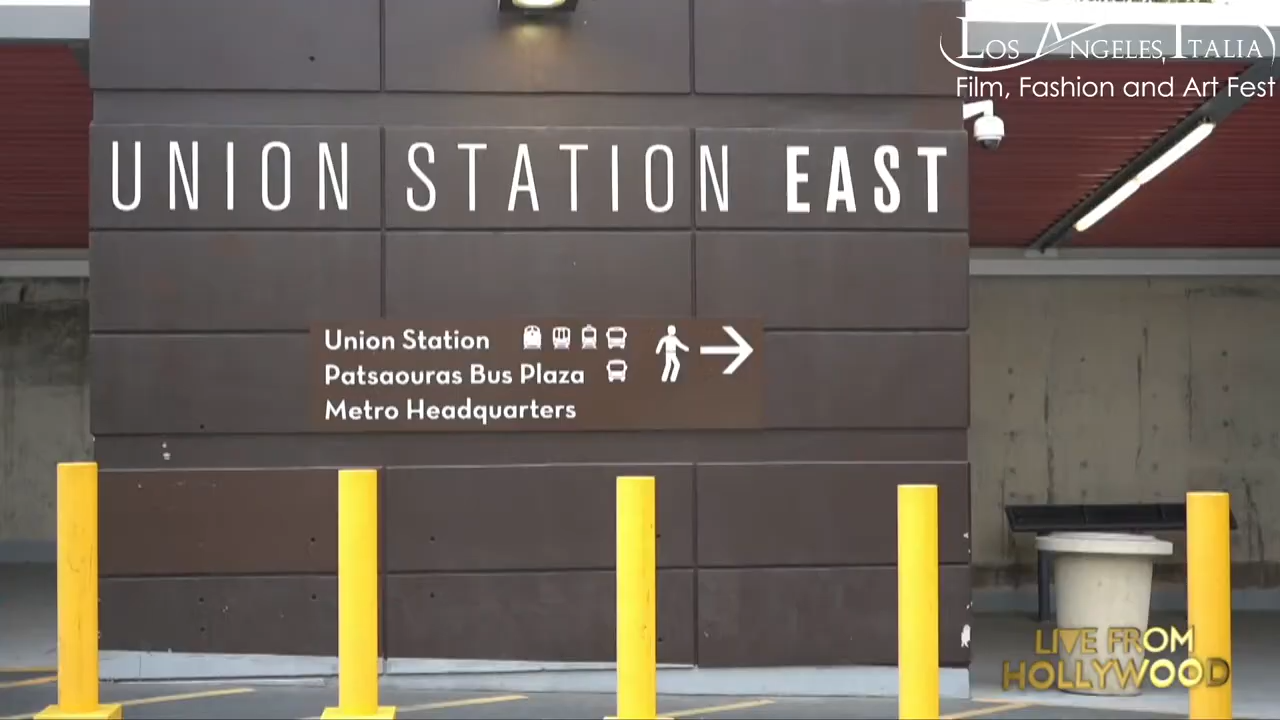 Los Angeles, Italia
Film, Fashion and Art Fest
UNION STATION EAST
Union Station
Patsaouras Bus Plaza
Metro Headquarters
LIVE FROM
HOLLYWOOD